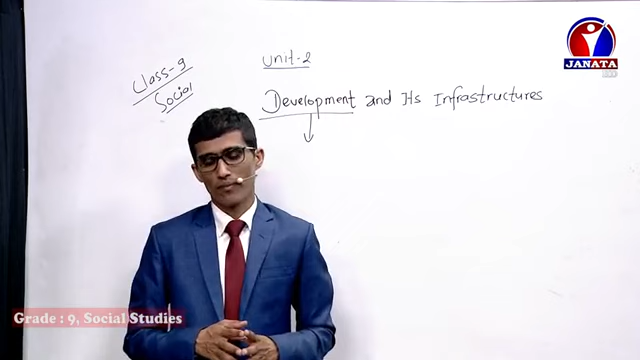 Class-9
Social
Unit-2
Development and Its Infrastructures
JANATA
Grade : 9, Social Studies